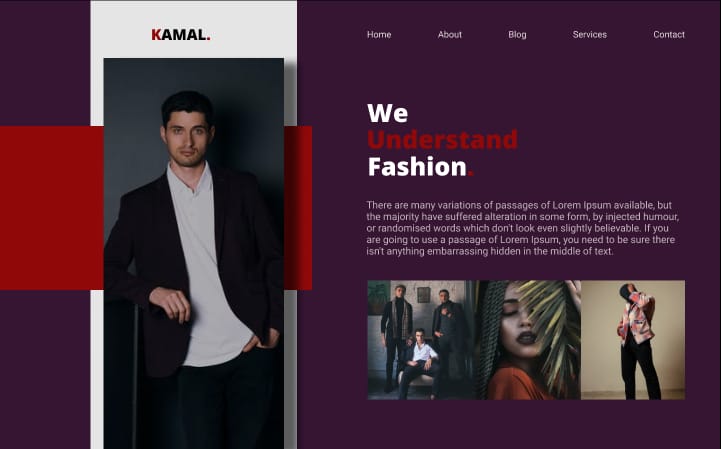 KAMAL.
Home About Blog Services Contact
We
Understand
Fashion.
There are many variations of passages of Lorem Ipsum available, but
the majority have suffered alteration in some form, by injected humour,
or randomised words which don't look even slightly believable. If you
are going to use a passage of Lorem Ipsum, you need to be sure there
isn't anything embarrassing hidden in the middle of text.